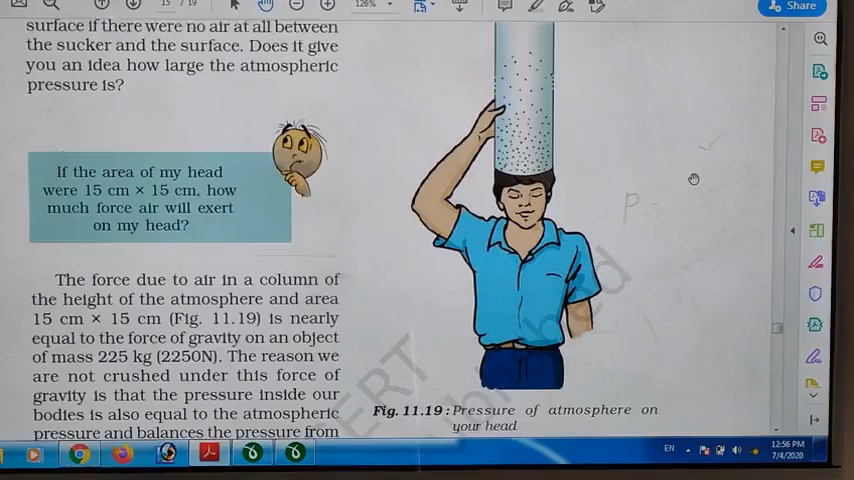 15 / 19
126%
Share
surface if there were no air at all between
the sucker and the surface. Does it give
you an idea how large the atmospheric
pressure is?
If the area of my head
were 15 cm × 15 cm, how
much force air will exert
on my head?
The force due to air in a column of
the height of the atmosphere and area
15 cm × 15 cm (Fig. 11.19) is nearly
equal to the force of gravity on an object
of mass 225 kg (2250N). The reason we
are not crushed under this force of
gravity is that the pressure inside our
bodies is also equal to the atmospheric
pressure and balances the pressure from
P
Fig. 11.19 : Pressure of atmosphere on
your head
EN
12:56 PM
7/4/2020